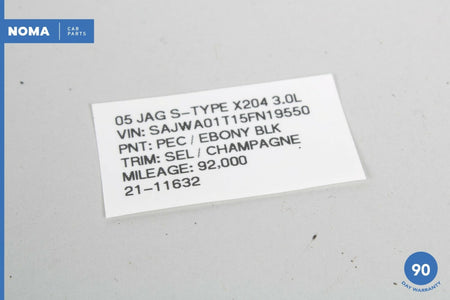 NOMA CAR PARTS
05 JAG S-TYPE X204 3.0L
VIN: SAJWA01T15FN19550
PNT: PEC / EBONY BLK
TRIM: SEL / CHAMPAGNE
MILEAGE: 92,000
21-11632
90
DAY WARRANTY